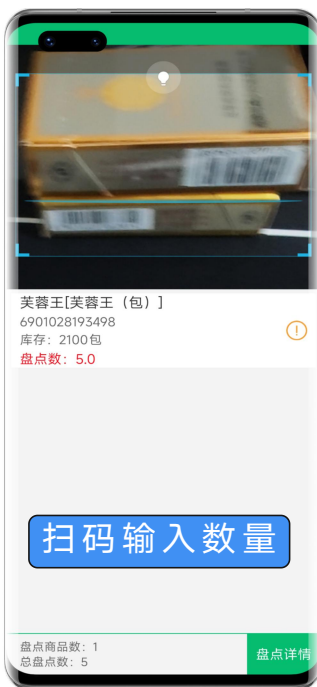 芙蓉王[芙蓉王（包）]
6901028193498
库存：2100包
盘点数：5.0
扫码输入数量
盘点商品数：1
总盘点数：5
盘点详情